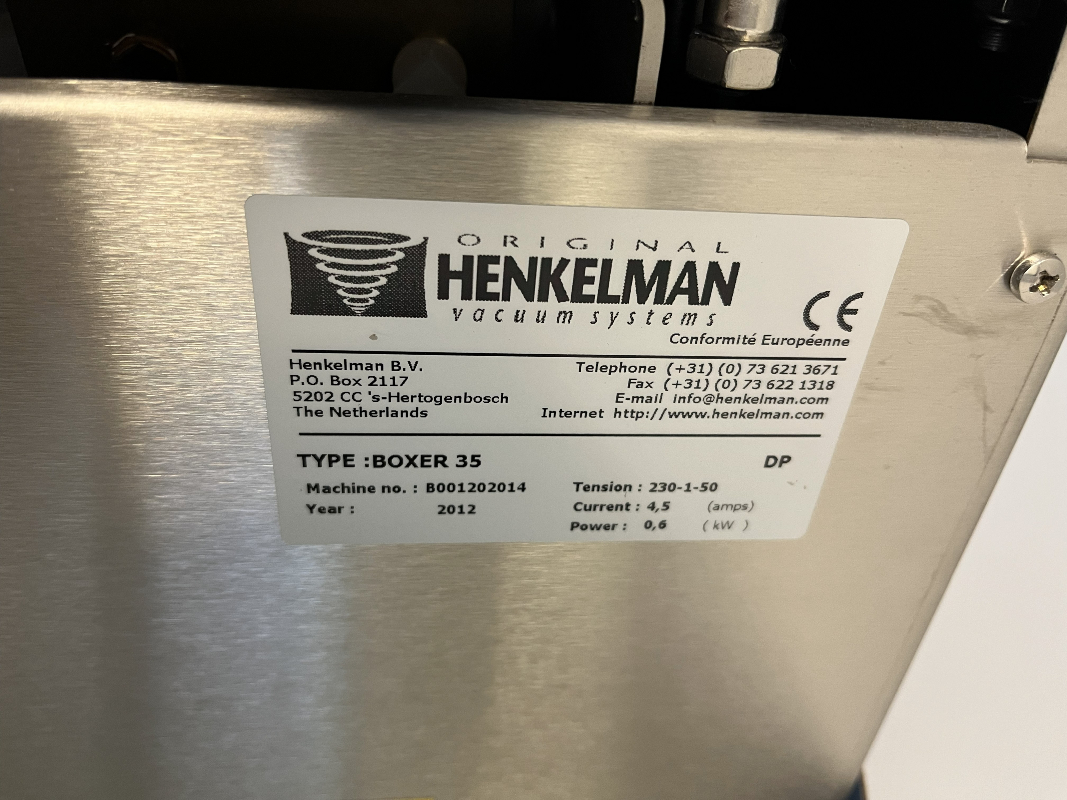 ORIGINAL
HENKELMAN
vacuum systems
CE
Conformité Européenne
Henkelman B.V.
P.O. Box 2117
5202 CC 's-Hertogenbosch
The Netherlands
Telephone (+31) (0) 73 621 3671
Fax (+31) (0) 73 622 1318
E-mail info@henkelman.com
Internet http://www.henkelman.com
TYPE :BOXER 35 DP
Machine no. : B001202014
Year : 2012
Tension : 230-1-50
Current : 4,5 (amps)
Power : 0,6 ( kW )